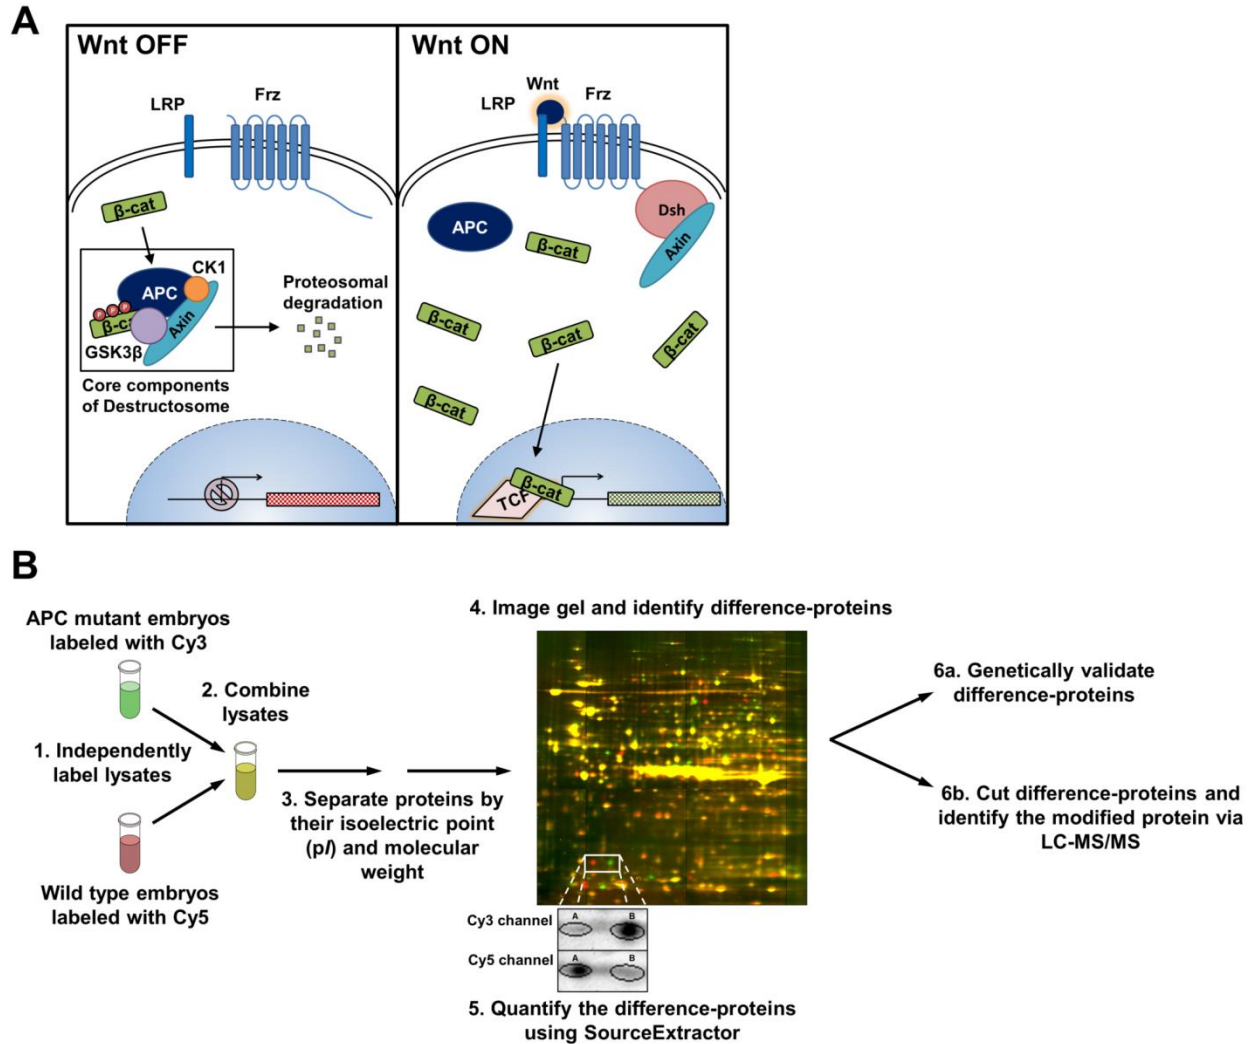 A
Wnt OFF
LRP
Frz
β-cat
CK1
APC
P P P
β-ca
Axin
GSK3β
Core components
of Destructosome
Proteosomal
degradation
Wnt ON
Wnt
LRP
Frz
APC
β-cat
Dsh
Axin
β-cat
β-cat
β-cat
β-cat
β-cat
TCF
B
APC mutant embryos
labeled with Cy3
1. Independently
label lysates
Wild type embryos
labeled with Cy5
2. Combine
lysates
3. Separate proteins by
their isoelectric point
(pI) and molecular
weight
4. Image gel and identify difference-proteins
Cy3 channel
A B
Cy5 channel
A B
5. Quantify the difference-proteins
using SourceExtractor
6a. Genetically validate
difference-proteins
6b. Cut difference-proteins and
identify the modified protein via
LC-MS/MS